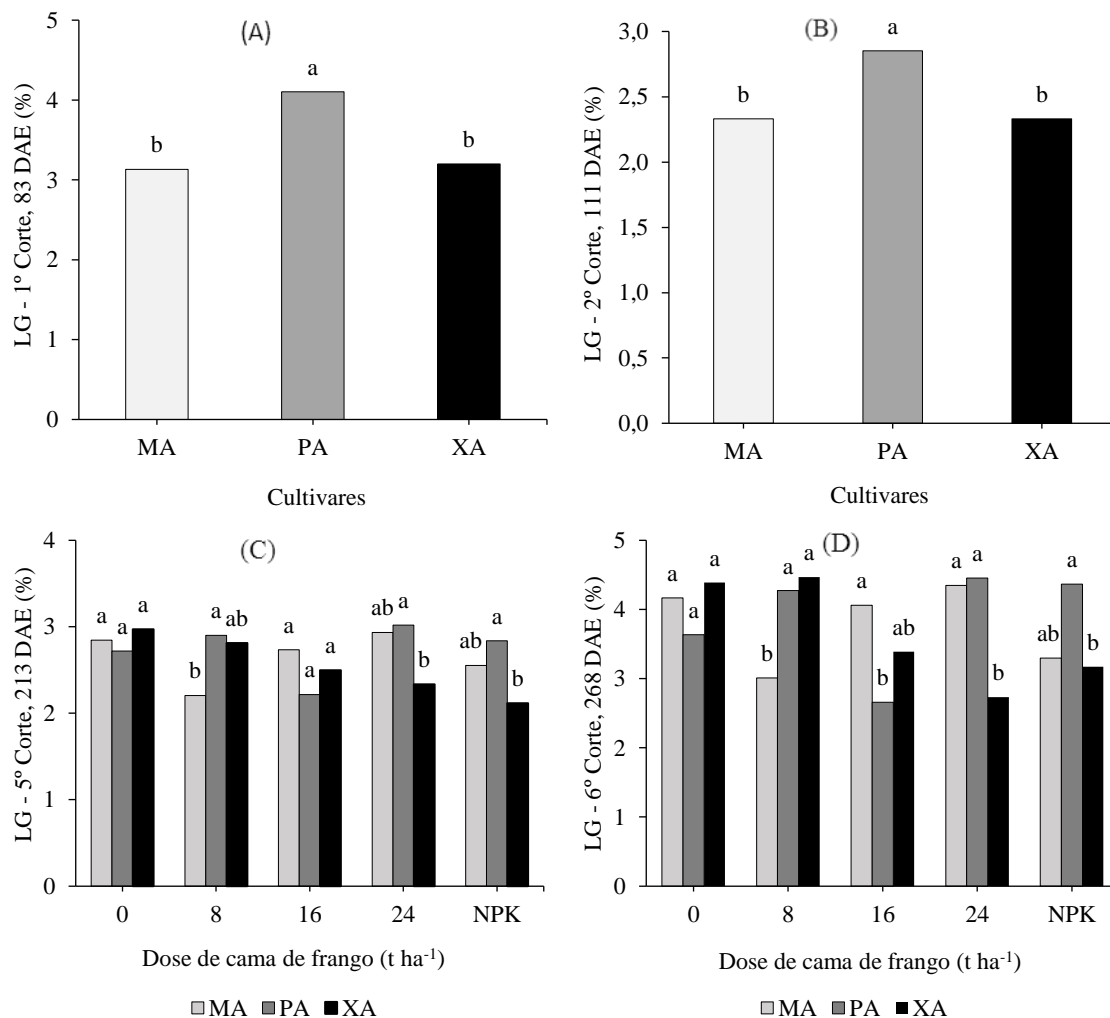 (A)
LG - 1º Corte, 83 DAE (%)
5
4
3
2
1
0
b
a
b
MA PA XA
Cultivares
(B)
LG - 2º Corte, 111 DAE (%)
3,0
2,5
2,0
1,5
1,0
0,5
0,0
b
a
b
MA PA XA
Cultivares
(C)
LG - 5º Corte, 213 DAE (%)
4
3
2
1
0
a a a
b a ab
a a a
ab a b
ab a b
0 8 16 24 NPK
Dose de cama de frango (t ha⁻¹)
MA PA XA
(D)
LG - 6º Corte, 268 DAE (%)
5
4
3
2
1
0
a a a
b a a
a b ab
a a b
ab a b
0 8 16 24 NPK
Dose de cama de frango (t ha⁻¹)
MA PA XA